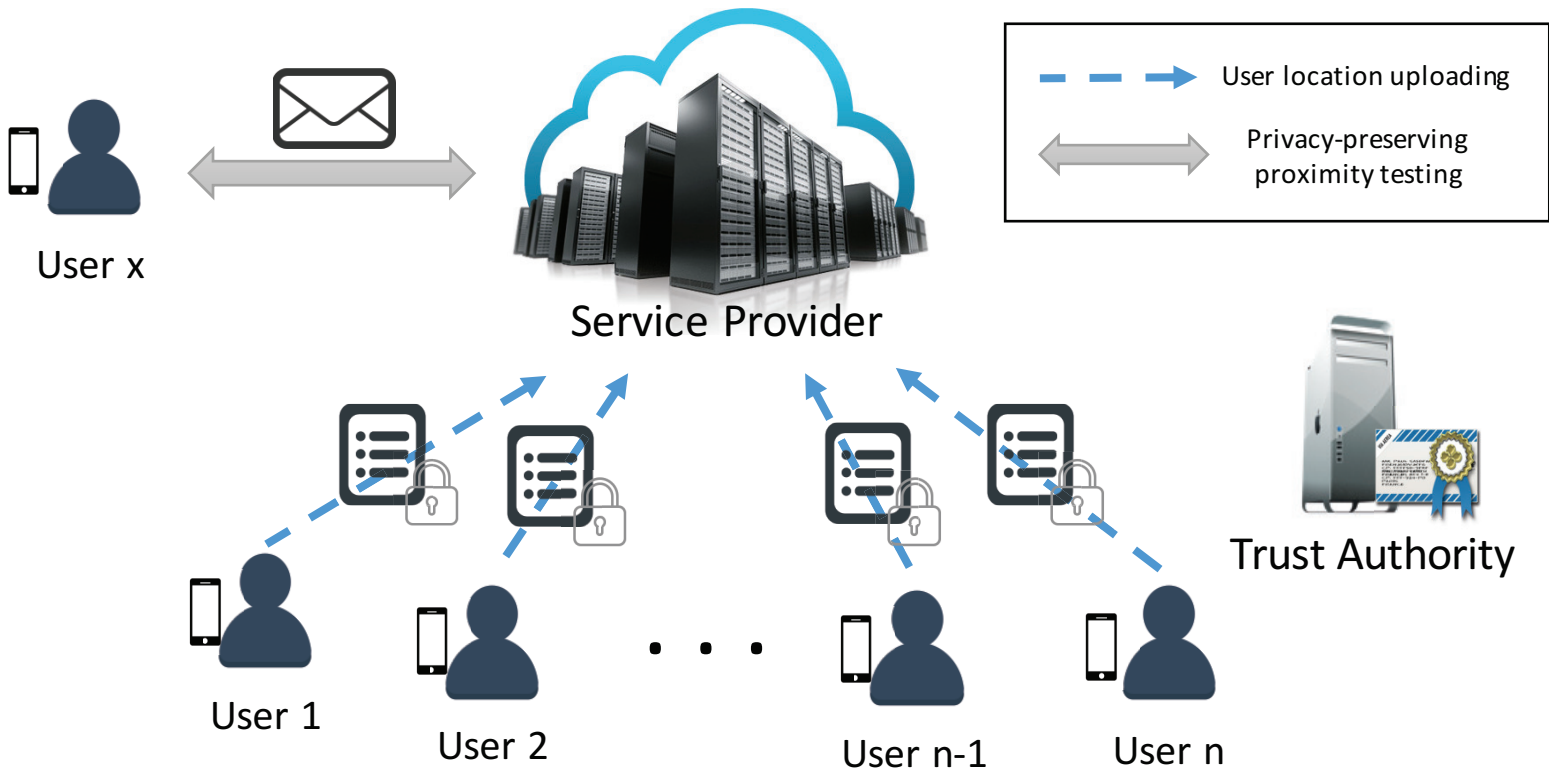 User location uploading
Privacy-preserving
proximity testing
User x
Service Provider
Trust Authority
User 1
User 2
. . .
User n-1
User n